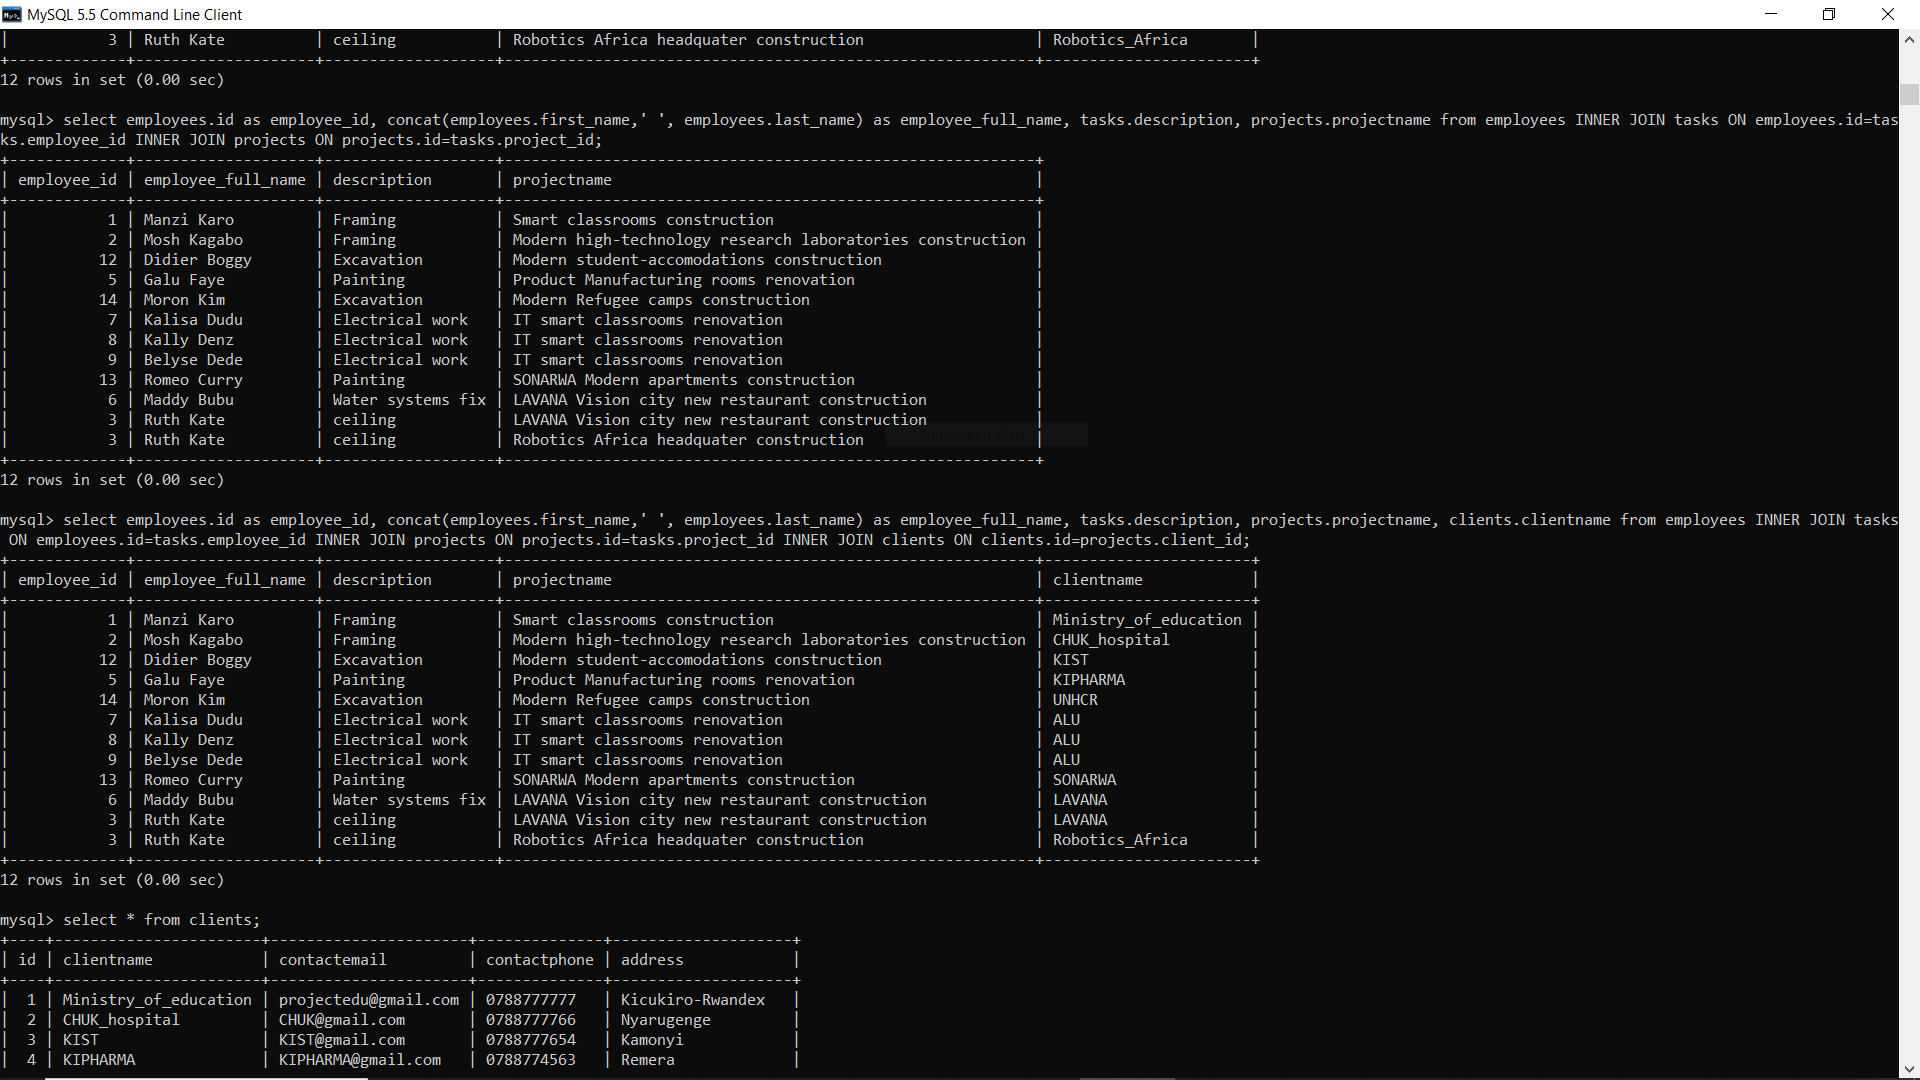 MySQL 5.5 Command Line Client
|           3 | Ruth Kate          | ceiling            | Robotics Africa headquater construction                   | Robotics_Africa       |
+-------------+--------------------+-------------------+-----------------------------------------------------------+-----------------------+
12 rows in set (0.00 sec)
mysql> select employees.id as employee_id, concat(employees.first_name,' ', employees.last_name) as employee_full_name, tasks.description, projects.projectname from employees INNER JOIN tasks ON employees.id=tas
ks.employee_id INNER JOIN projects ON projects.id=tasks.project_id;
+-------------+--------------------+-------------------+-----------------------------------------------------------+
| employee_id | employee_full_name | description       | projectname                                               |
+-------------+--------------------+-------------------+-----------------------------------------------------------+
|           1 | Manzi Karo         | Framing           | Smart classrooms construction                             |
|           2 | Mosh Kagabo        | Framing           | Modern high-technology research laboratories construction |
|          12 | Didier Boggy       | Excavation        | Modern student-accomodations construction                 |
|           5 | Galu Faye          | Painting          | Product Manufacturing rooms renovation                    |
|          14 | Moron Kim          | Excavation        | Modern Refugee camps construction                         |
|           7 | Kalisa Dudu        | Electrical work   | IT smart classrooms renovation                            |
|           8 | Kally Denz         | Electrical work   | IT smart classrooms renovation                            |
|           9 | Belyse Dede        | Electrical work   | IT smart classrooms renovation                            |
|          13 | Romeo Curry        | Painting          | SONARWA Modern apartments construction                    |
|           6 | Maddy Bubu         | Water systems fix | LAVANA Vision city new restaurant construction            |
|           3 | Ruth Kate          | ceiling           | LAVANA Vision city new restaurant construction            |
|           3 | Ruth Kate          | ceiling           | Robotics Africa headquater construction                   |
+-------------+--------------------+-------------------+-----------------------------------------------------------+
12 rows in set (0.00 sec)
mysql> select employees.id as employee_id, concat(employees.first_name,' ', employees.last_name) as employee_full_name, tasks.description, projects.projectname, clients.clientname from employees INNER JOIN tasks
 ON employees.id=tasks.employee_id INNER JOIN projects ON projects.id=tasks.project_id INNER JOIN clients ON clients.id=projects.client_id;
+-------------+--------------------+-------------------+-----------------------------------------------------------+-----------------------+
| employee_id | employee_full_name | description       | projectname                                               | clientname            |
+-------------+--------------------+-------------------+-----------------------------------------------------------+-----------------------+
|           1 | Manzi Karo         | Framing           | Smart classrooms construction                             | Ministry_of_education |
|           2 | Mosh Kagabo        | Framing           | Modern high-technology research laboratories construction | CHUK_hospital         |
|          12 | Didier Boggy       | Excavation        | Modern student-accomodations construction                 | KIST                  |
|           5 | Galu Faye          | Painting          | Product Manufacturing rooms renovation                    | KIPHARMA              |
|          14 | Moron Kim          | Excavation        | Modern Refugee camps construction                         | UNHCR                 |
|           7 | Kalisa Dudu        | Electrical work   | IT smart classrooms renovation                            | ALU                   |
|           8 | Kally Denz         | Electrical work   | IT smart classrooms renovation                            | ALU                   |
|           9 | Belyse Dede        | Electrical work   | IT smart classrooms renovation                            | ALU                   |
|          13 | Romeo Curry        | Painting          | SONARWA Modern apartments construction                    | SONARWA               |
|           6 | Maddy Bubu         | Water systems fix | LAVANA Vision city new restaurant construction            | LAVANA                |
|           3 | Ruth Kate          | ceiling           | LAVANA Vision city new restaurant construction            | LAVANA                |
|           3 | Ruth Kate          | ceiling           | Robotics Africa headquater construction                   | Robotics_Africa       |
+-------------+--------------------+-------------------+-----------------------------------------------------------+-----------------------+
12 rows in set (0.00 sec)
mysql> select * from clients;
+----+-----------------------+----------------------+--------------+--------------------+
| id | clientname            | contactemail         | contactphone | address            |
+----+-----------------------+----------------------+--------------+--------------------+
|  1 | Ministry_of_education | projectedu@gmail.com | 0788777777   | Kicukiro-Rwandex   |
|  2 | CHUK_hospital         | CHUK@gmail.com       | 0788777766   | Nyarugenge         |
|  3 | KIST                  | KIST@gmail.com       | 0788777654   | Kamonyi            |
|  4 | KIPHARMA              | KIPHARMA@gmail.com   | 0788774563   | Remera             |